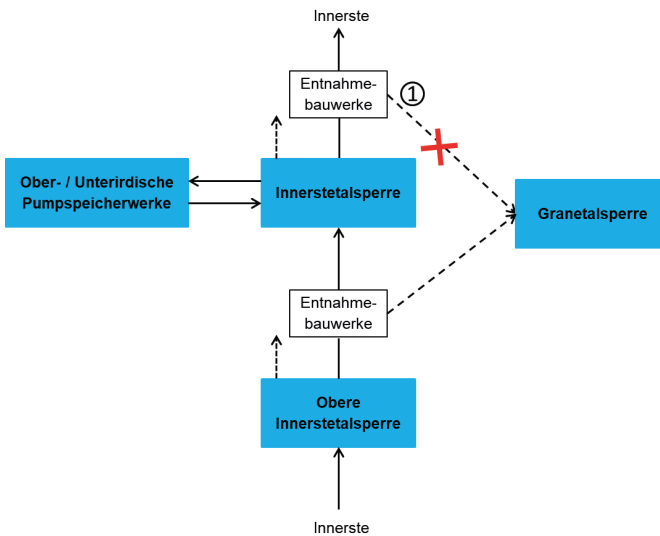 Innerste
Entnahme-
bauwerke
①
Ober- / Unterirdische
Pumpspeicherwerke
Innerstetalsperre
Granetalsperre
Entnahme-
bauwerke
Obere
Innerstetalsperre
Innerste